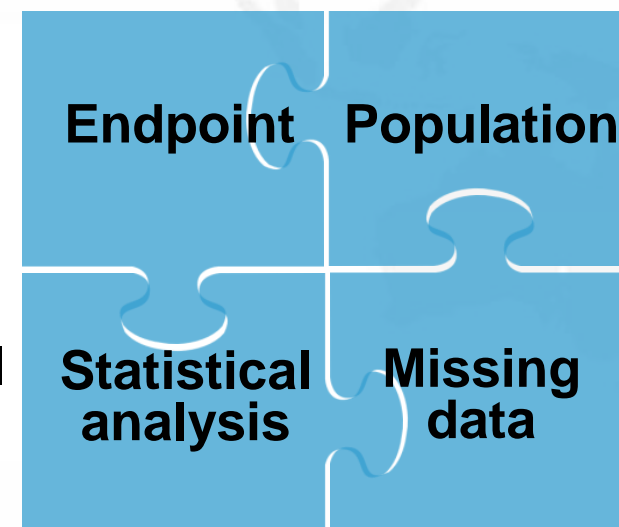 Endpoint
Population
Statistical
analysis
Missing
data